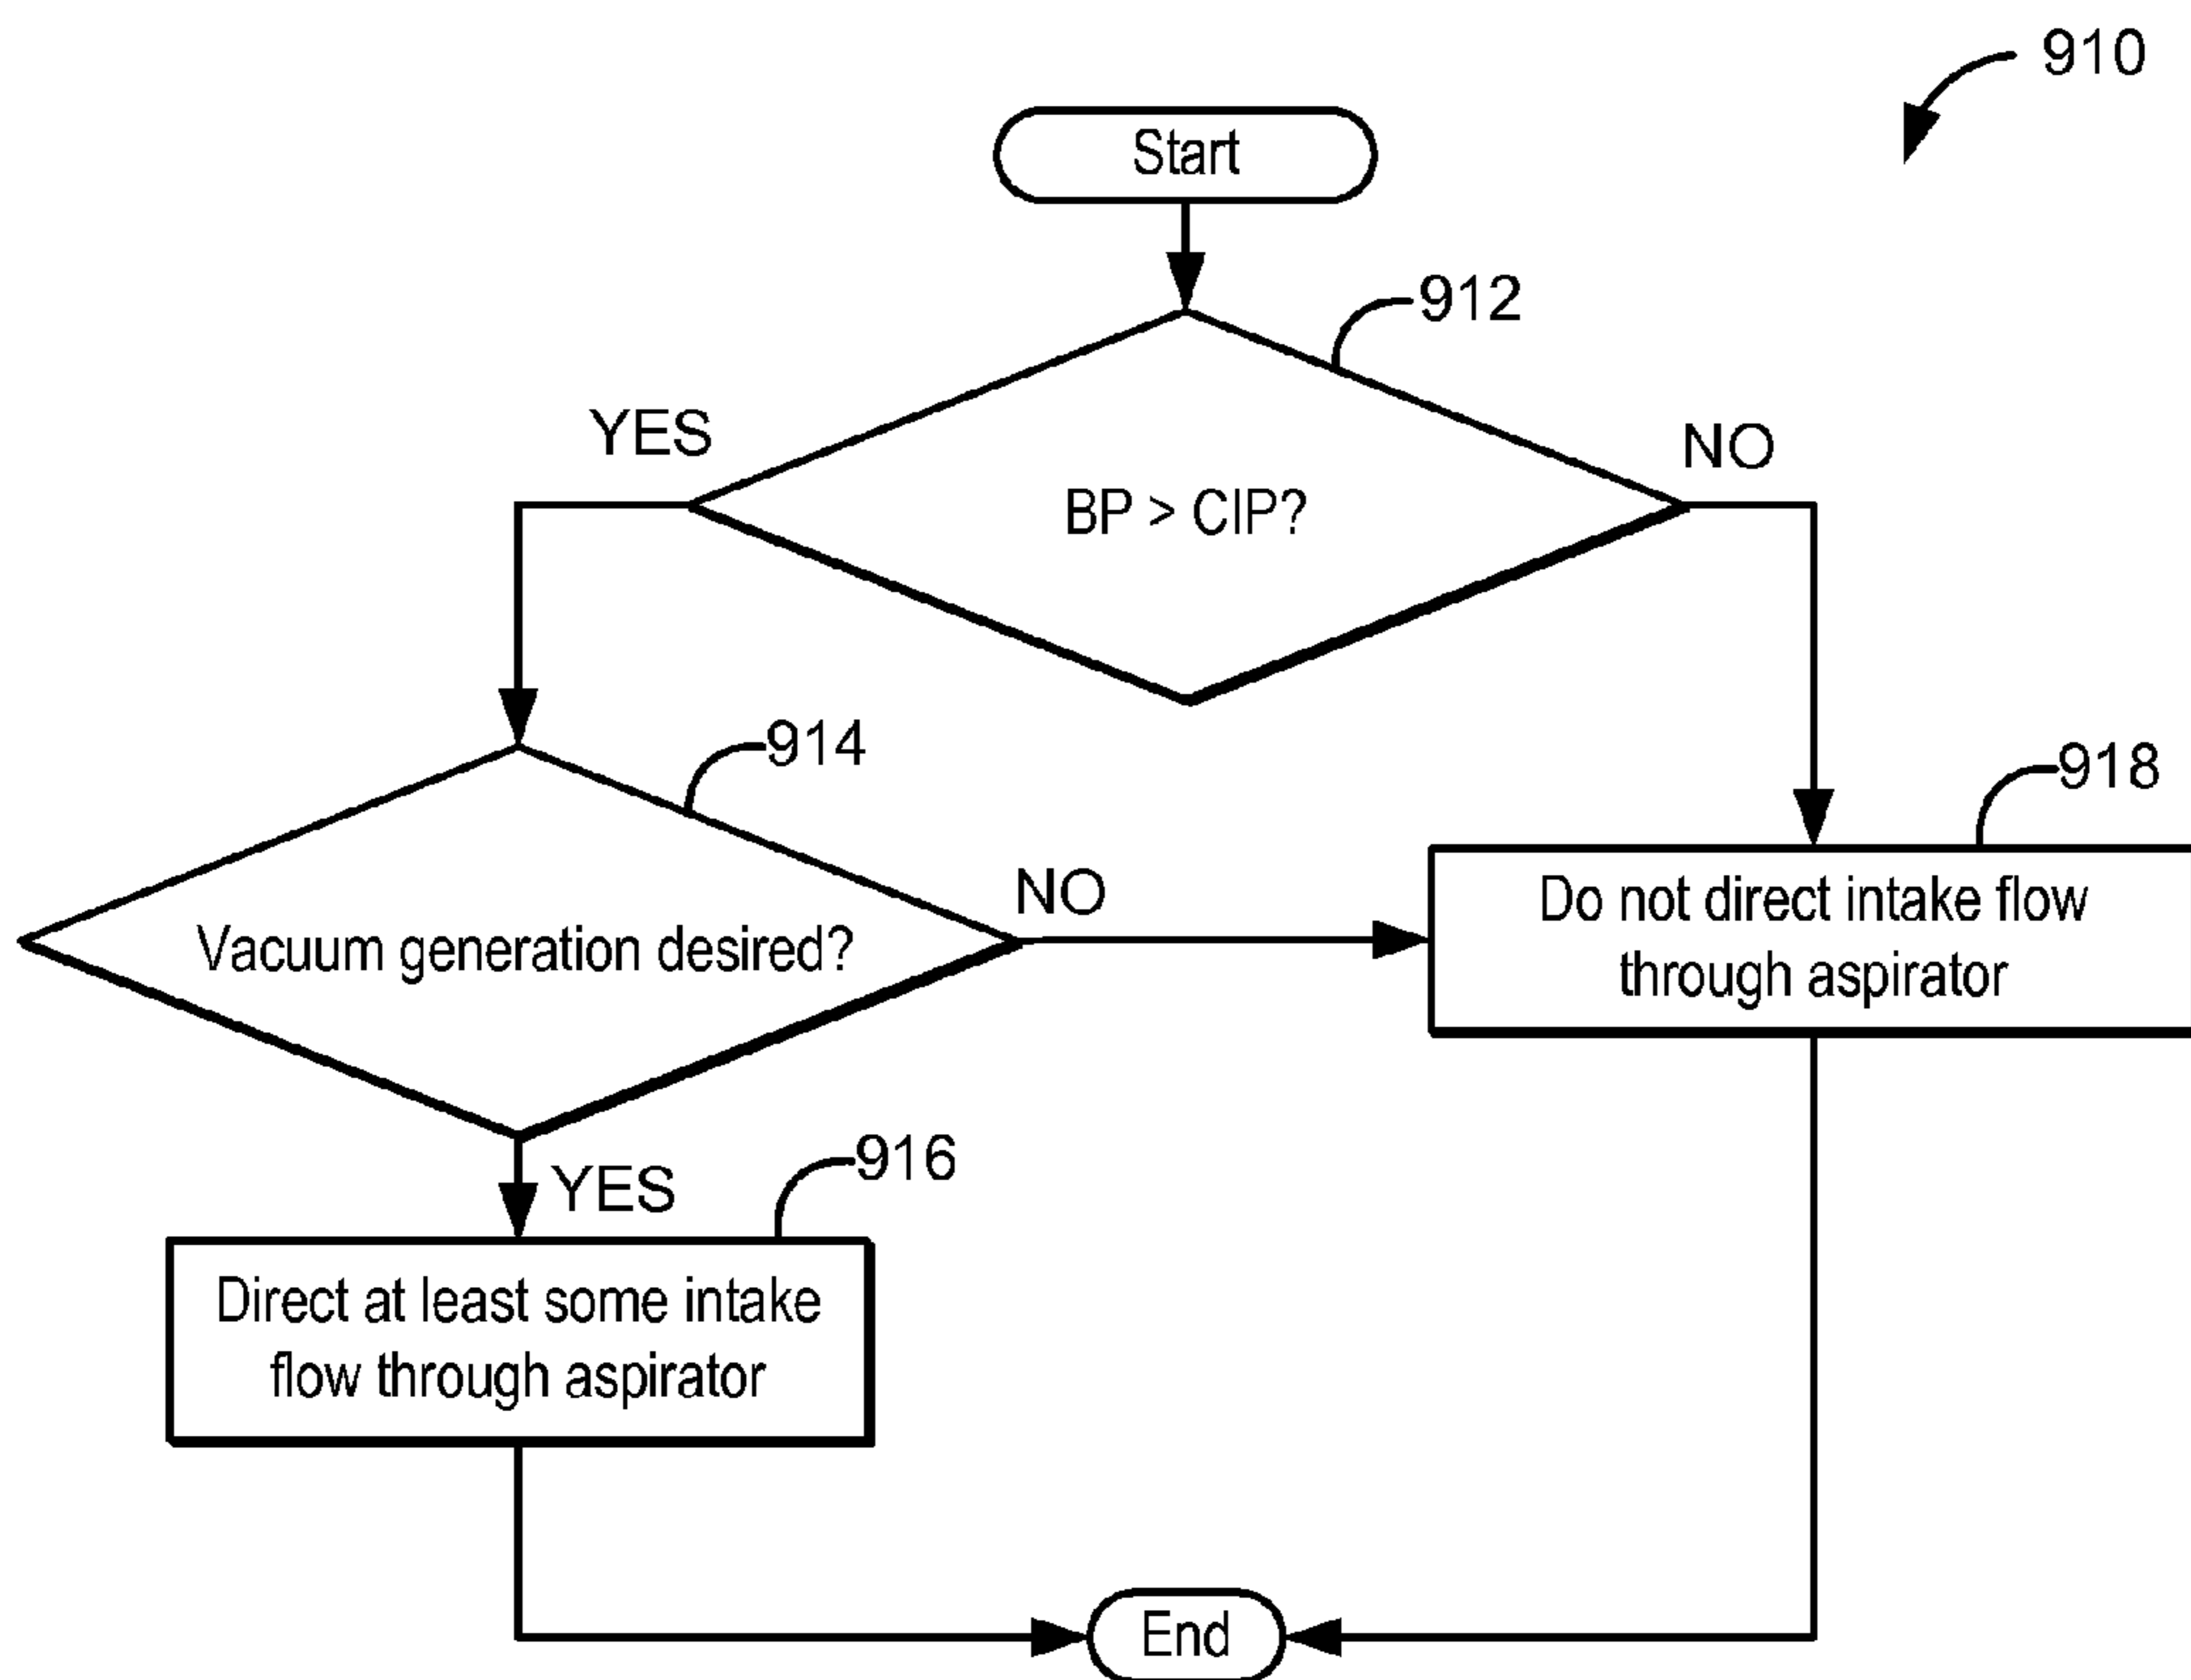 910
Start
912
YES
NO
BP > CIP?
914
918
NO
Do not direct intake flow
through aspirator
Vacuum generation desired?
916
YES
Direct at least some intake
flow through aspirator
End